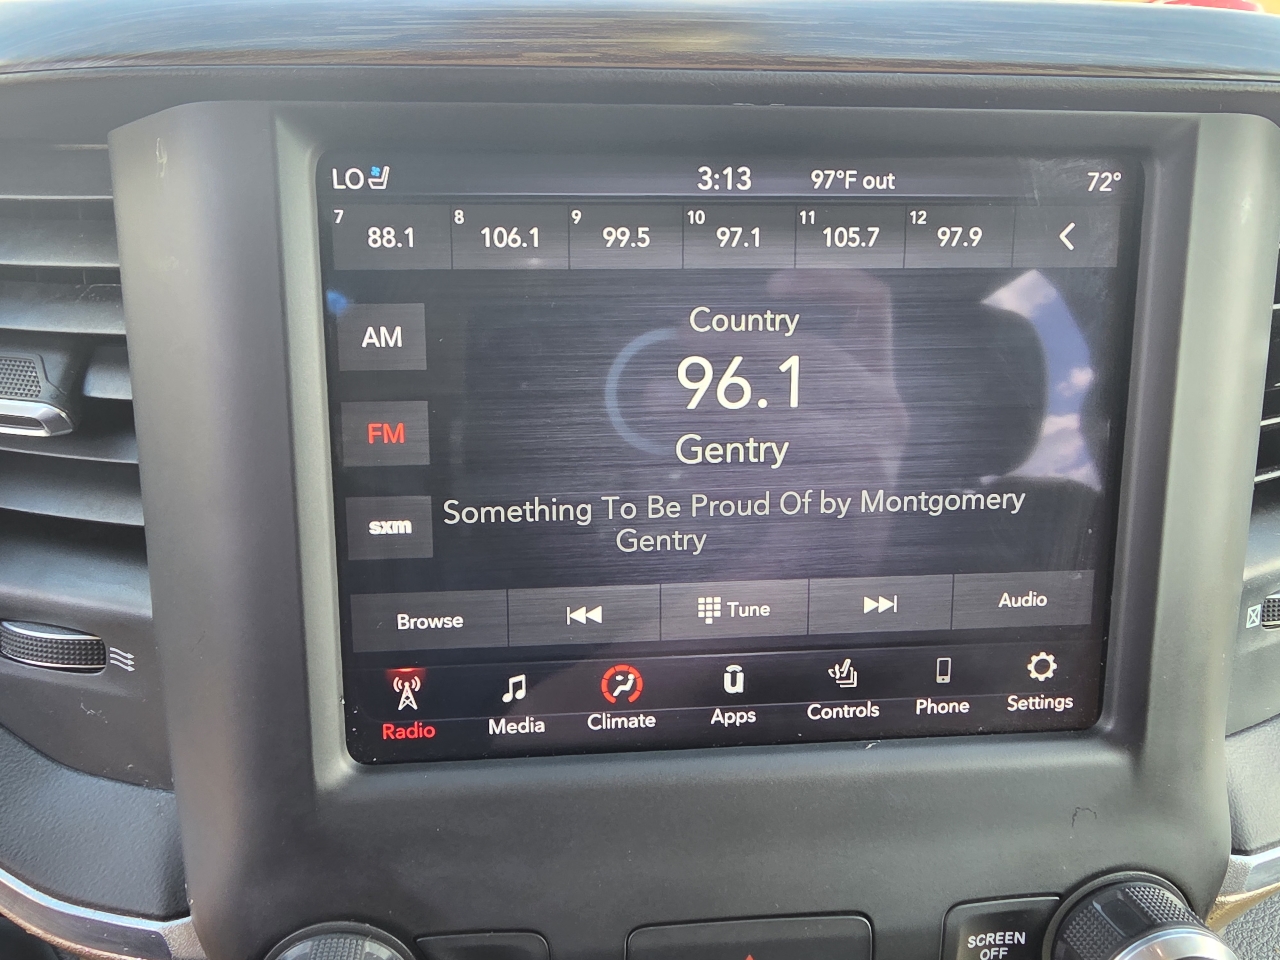 LO 3:13 97°F out 72°
7 8 9 10 11 12
88.1 106.1 99.5 97.1 105.7 97.9
AM
Country
96.1
FM
Gentry
sxm
Something To Be Proud Of by Montgomery
Gentry
Browse Tune Audio
Radio Media Climate Apps Controls Phone Settings
SCREEN
OFF